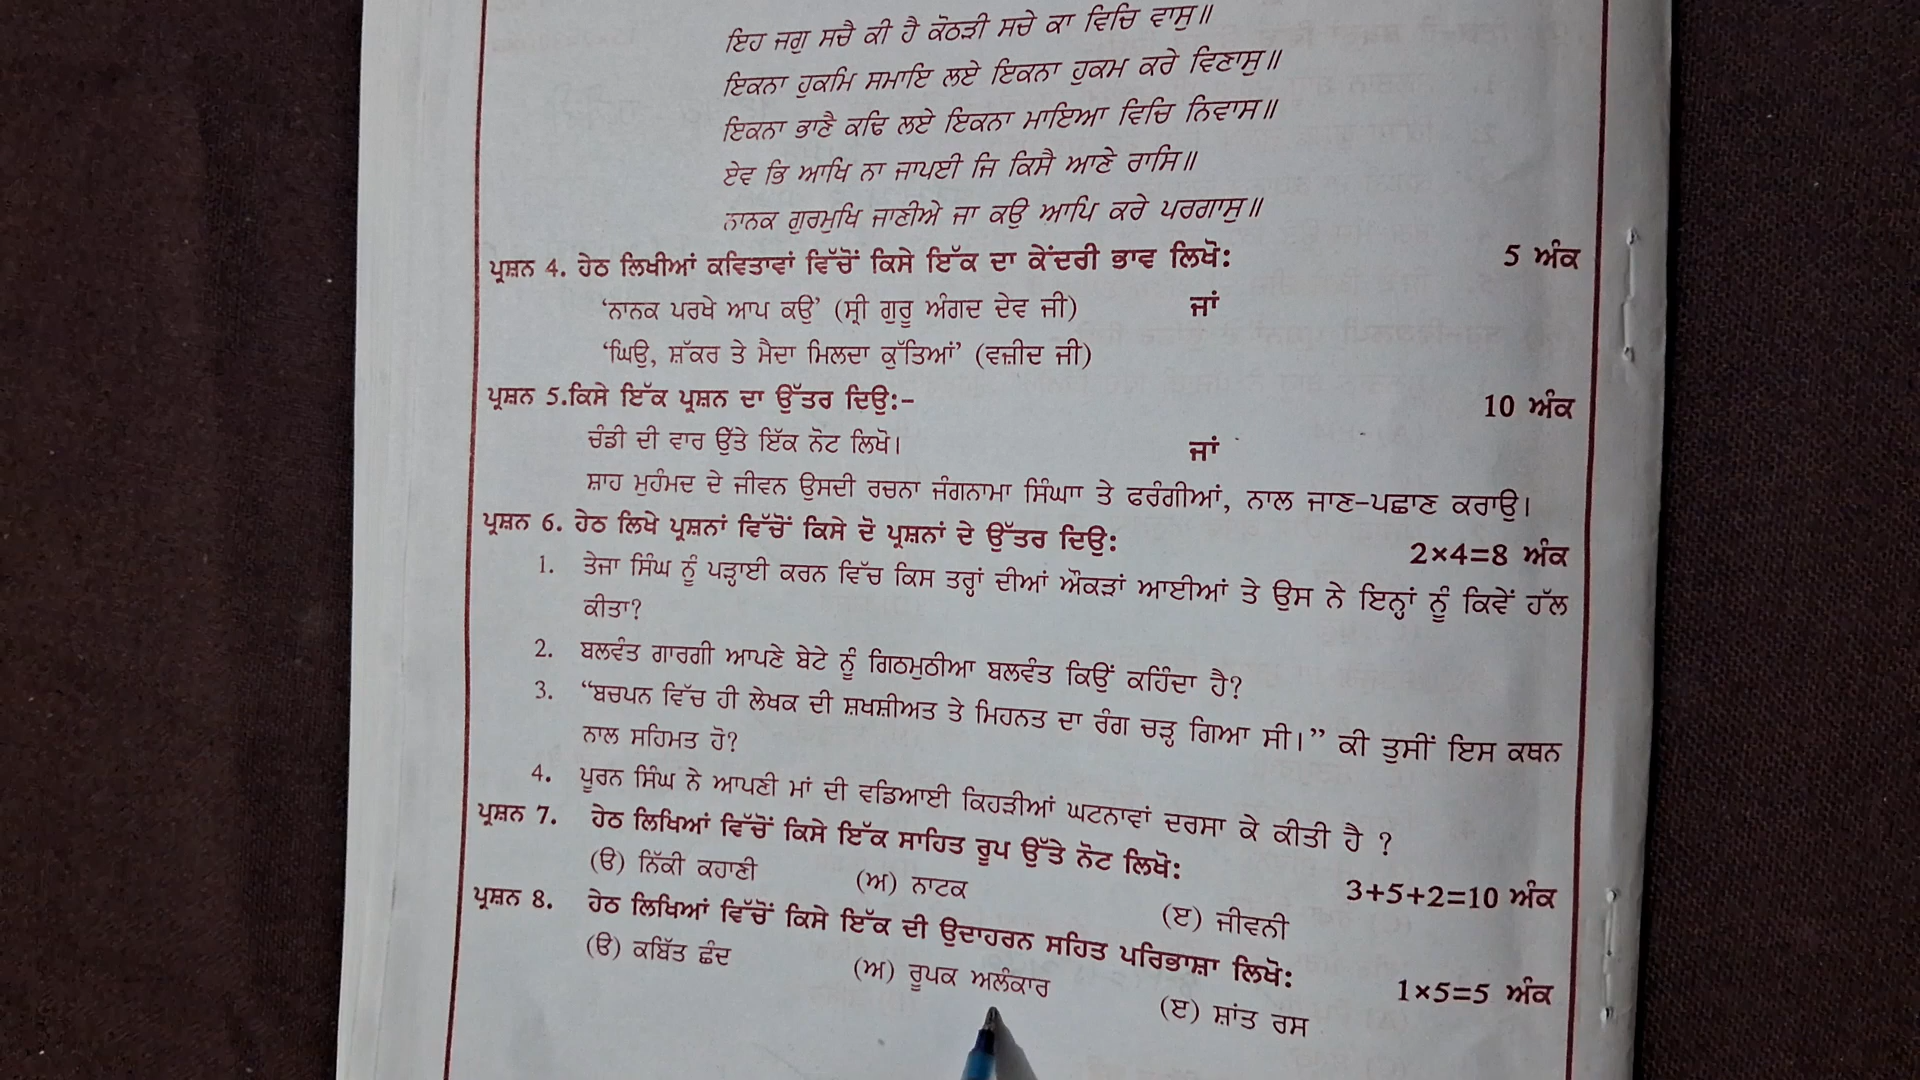 ਇਹ ਜਗੁ ਸਚੈ ਕੀ ਹੈ ਕੋਠੜੀ ਸਚੇ ਕਾ ਵਿਚਿ ਵਾਸੁ॥
ਇਕਨਾ ਹੁਕਮਿ ਸਮਾਇ ਲਏ ਇਕਨਾ ਹੁਕਮ ਕਰੇ ਵਿਣਾਸੁ॥
ਇਕਨਾ ਭਾਣੈ ਕਢਿ ਲਏ ਇਕਨਾ ਮਾਇਆ ਵਿਚਿ ਨਿਵਾਸ॥
ਏਵ ਭਿ ਆਖਿ ਨਾ ਜਾਪਈ ਜਿ ਕਿਸੈ ਆਣੇ ਰਾਸਿ॥
ਨਾਨਕ ਗੁਰਮੁਖਿ ਜਾਣੀਐ ਜਾ ਕਉ ਆਪਿ ਕਰੇ ਪਰਗਾਸੁ॥
ਪ੍ਰਸ਼ਨ 4. ਹੇਠ ਲਿਖੀਆਂ ਕਵਿਤਾਵਾਂ ਵਿੱਚੋਂ ਕਿਸੇ ਇੱਕ ਦਾ ਕੇਂਦਰੀ ਭਾਵ ਲਿਖੋ: 5 ਅੰਕ
'ਨਾਨਕ ਪਰਖੇ ਆਪ ਕਉ' (ਸ੍ਰੀ ਗੁਰੂ ਅੰਗਦ ਦੇਵ ਜੀ) ਜਾਂ
'ਘਿਉ, ਸ਼ੱਕਰ ਤੇ ਮੈਦਾ ਮਿਲਦਾ ਕੁੱਤਿਆਂ' (ਵਜ਼ੀਦ ਜੀ)
ਪ੍ਰਸ਼ਨ 5.ਕਿਸੇ ਇੱਕ ਪ੍ਰਸ਼ਨ ਦਾ ਉੱਤਰ ਦਿਉ:- 10 ਅੰਕ
ਚੰਡੀ ਦੀ ਵਾਰ ਉੱਤੇ ਇੱਕ ਨੋਟ ਲਿਖੋ। ਜਾਂ
ਸ਼ਾਹ ਮੁਹੰਮਦ ਦੇ ਜੀਵਨ ਉਸਦੀ ਰਚਨਾ ਜੰਗਨਾਮਾ ਸਿੰਘਾਾ ਤੇ ਫਰੰਗੀਆਂ, ਨਾਲ ਜਾਣ-ਪਛਾਣ ਕਰਾਉ।
ਪ੍ਰਸ਼ਨ 6. ਹੇਠ ਲਿਖੇ ਪ੍ਰਸ਼ਨਾਂ ਵਿੱਚੋਂ ਕਿਸੇ ਦੋ ਪ੍ਰਸ਼ਨਾਂ ਦੇ ਉੱਤਰ ਦਿਉ: 2×4=8 ਅੰਕ
1. ਤੇਜਾ ਸਿੰਘ ਨੂੰ ਪੜ੍ਹਾਈ ਕਰਨ ਵਿੱਚ ਕਿਸ ਤਰ੍ਹਾਂ ਦੀਆਂ ਔਕੜਾਂ ਆਈਆਂ ਤੇ ਉਸ ਨੇ ਇਨ੍ਹਾਂ ਨੂੰ ਕਿਵੇਂ ਹੱਲ
ਕੀਤਾ?
2. ਬਲਵੰਤ ਗਾਰਗੀ ਆਪਣੇ ਬੇਟੇ ਨੂੰ ਗਿਠਮੁਠੀਆ ਬਲਵੰਤ ਕਿਉਂ ਕਹਿੰਦਾ ਹੈ?
3. "ਬਚਪਨ ਵਿੱਚ ਹੀ ਲੇਖਕ ਦੀ ਸ਼ਖਸ਼ੀਅਤ ਤੇ ਮਿਹਨਤ ਦਾ ਰੰਗ ਚੜ੍ਹ ਗਿਆ ਸੀ।" ਕੀ ਤੁਸੀਂ ਇਸ ਕਥਨ
ਨਾਲ ਸਹਿਮਤ ਹੋ?
4. ਪੂਰਨ ਸਿੰਘ ਨੇ ਆਪਣੀ ਮਾਂ ਦੀ ਵਡਿਆਈ ਕਿਹੜੀਆਂ ਘਟਨਾਵਾਂ ਦਰਸਾ ਕੇ ਕੀਤੀ ਹੈ ?
ਪ੍ਰਸ਼ਨ 7. ਹੇਠ ਲਿਖਿਆਂ ਵਿੱਚੋਂ ਕਿਸੇ ਇੱਕ ਸਾਹਿਤ ਰੂਪ ਉੱਤੇ ਨੋਟ ਲਿਖੋ: 3+5+2=10 ਅੰਕ
(ੳ) ਨਿੱਕੀ ਕਹਾਣੀ (ਅ) ਨਾਟਕ (ੲ) ਜੀਵਨੀ
ਪ੍ਰਸ਼ਨ 8. ਹੇਠ ਲਿਖਿਆਂ ਵਿੱਚੋਂ ਕਿਸੇ ਇੱਕ ਦੀ ਉਦਾਹਰਨ ਸਹਿਤ ਪਰਿਭਾਸ਼ਾ ਲਿਖੋ: 1×5=5 ਅੰਕ
(ੳ) ਕਬਿੱਤ ਛੰਦ (ਅ) ਰੂਪਕ ਅਲੰਕਾਰ (ੲ) ਸ਼ਾਂਤ ਰਸ